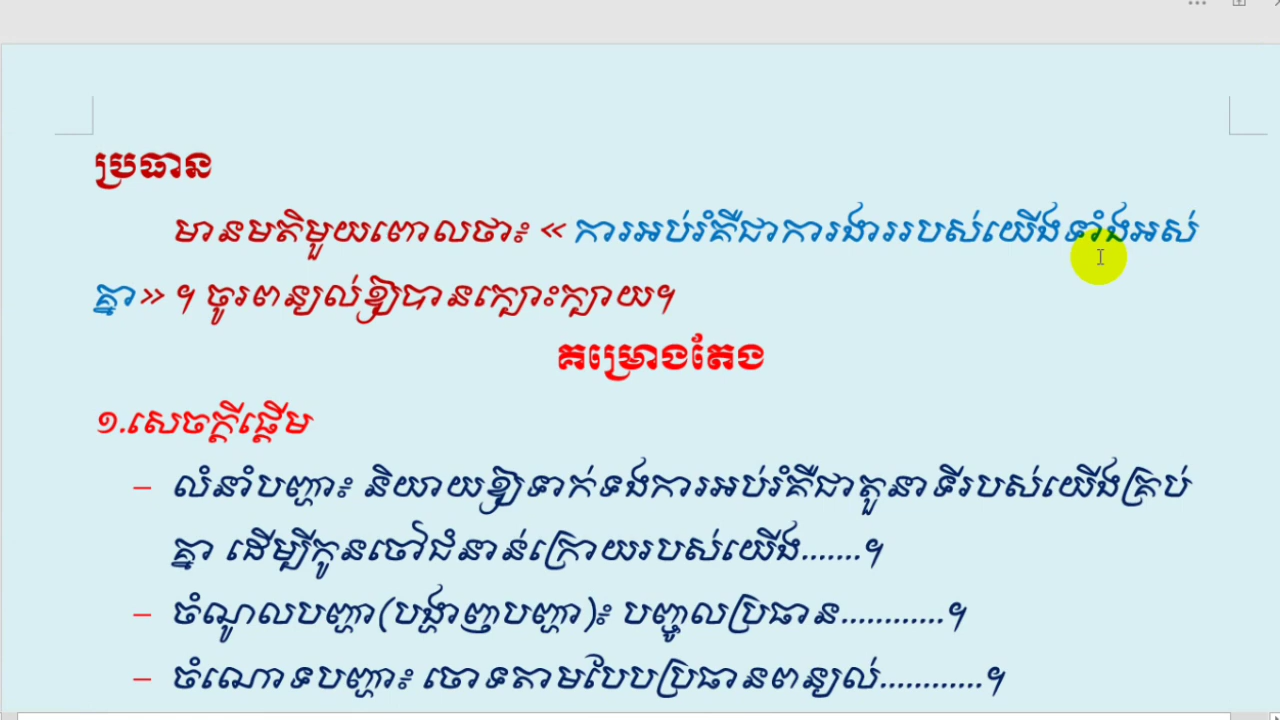 ប្រធាន
មានមតិមួយពោលថា៖ « ការអប់រំគឺជាការងាររបស់យើងទាំងអស់
គ្នា» ។ ចូរពន្យល់ឱ្យបានក្បោះក្បាយ។
គម្រោងតែង
១.សេចក្តីផ្តើម
– លំនាំបញ្ហា៖ និយាយឱ្យទាក់ទងការអប់រំគឺជាតួនាទីរបស់យើងគ្រប់
គ្នា ដើម្បីកូនចៅជំនាន់ក្រោយរបស់យើង.......។
– ចំណូលបញ្ហា(បង្ហាញបញ្ហា)៖ បញ្ចូលប្រធាន............។
– ចំណោទបញ្ហា៖ ចោទតាមបែបប្រធានពន្យល់............។